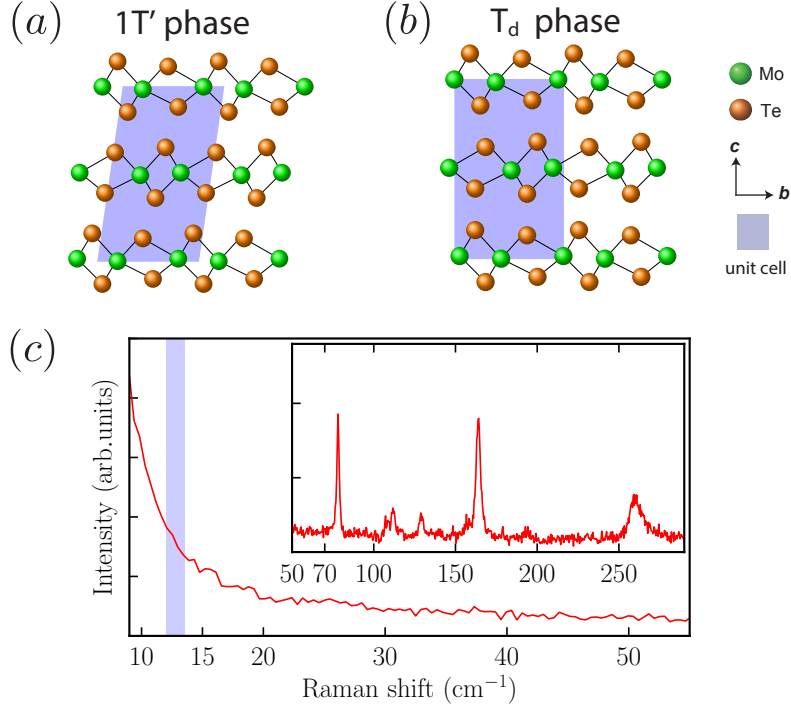 (a) 1T' phase
(b) T_d phase
Mo
Te
c
b
unit cell
(c)
Intensity (arb.units)
50 70 100 150 200 250
10 15 20 30 40 50
Raman shift (cm⁻¹)